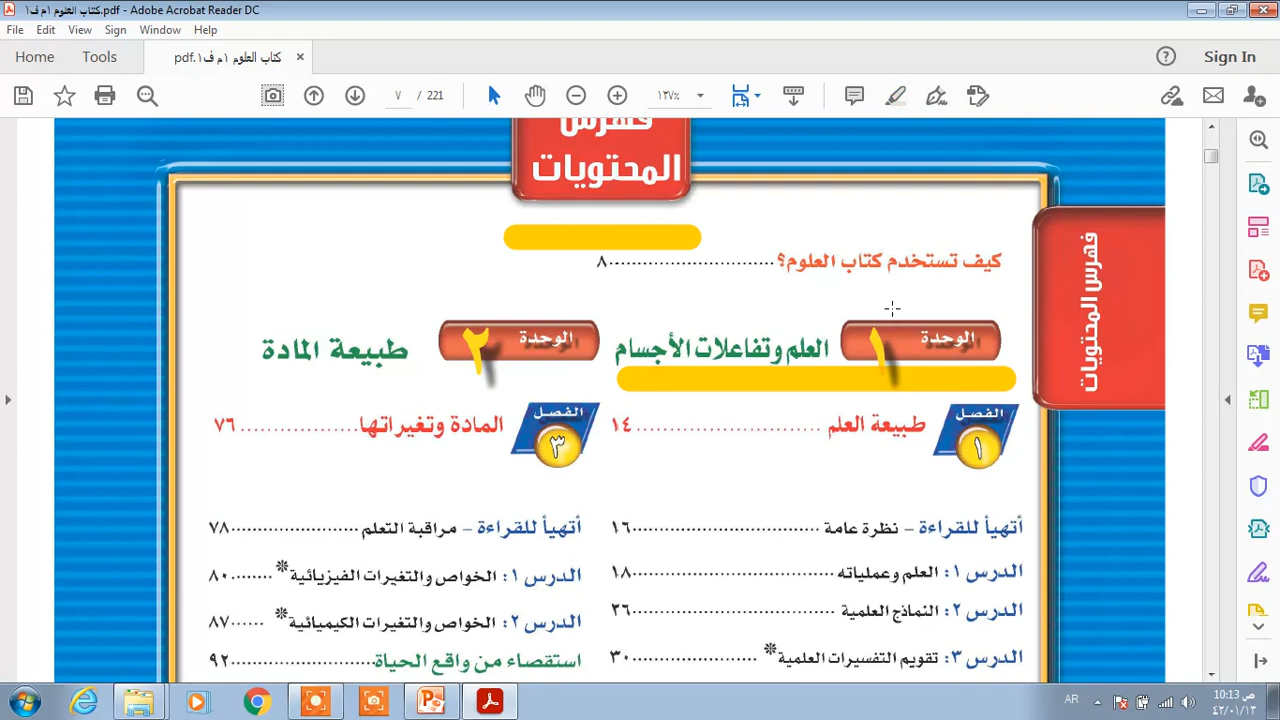 كتاب العلوم ١م ف١.pdf - Adobe Acrobat Reader DC
File Edit View Sign Window Help
Home Tools كتاب العلوم ١م ف١.pdf × Sign In
٧ / 221 ١٢٧٪
فهرس
المحتويات
فهرس المحتويات
كيف تستخدم كتاب العلوم؟ ........................ ٨
الوحدة ١ العلم وتفاعلات الأجسام
الفصل ١ طبيعة العلم ........................ ١٤
أتهيأ للقراءة - نظرة عامة ........................ ١٦
الدرس ١: العلم وعملياته ........................ ١٨
الدرس ٢: النماذج العلمية ........................ ٢٦
الدرس ٣: تقويم التفسيرات العلمية* ............. ٣٠
الوحدة ٢ طبيعة المادة
الفصل ٣ المادة وتغيراتها ............. ٧٦
أتهيأ للقراءة - مراقبة التعلم ................ ٧٨
الدرس ١: الخواص والتغيرات الفيزيائية* ........ ٨٠
الدرس ٢: الخواص والتغيرات الكيميائية* ...... ٨٧
استقصاء من واقع الحياة ................ ٩٢
AR
10:13 ص
٤٢/٠١/١٣